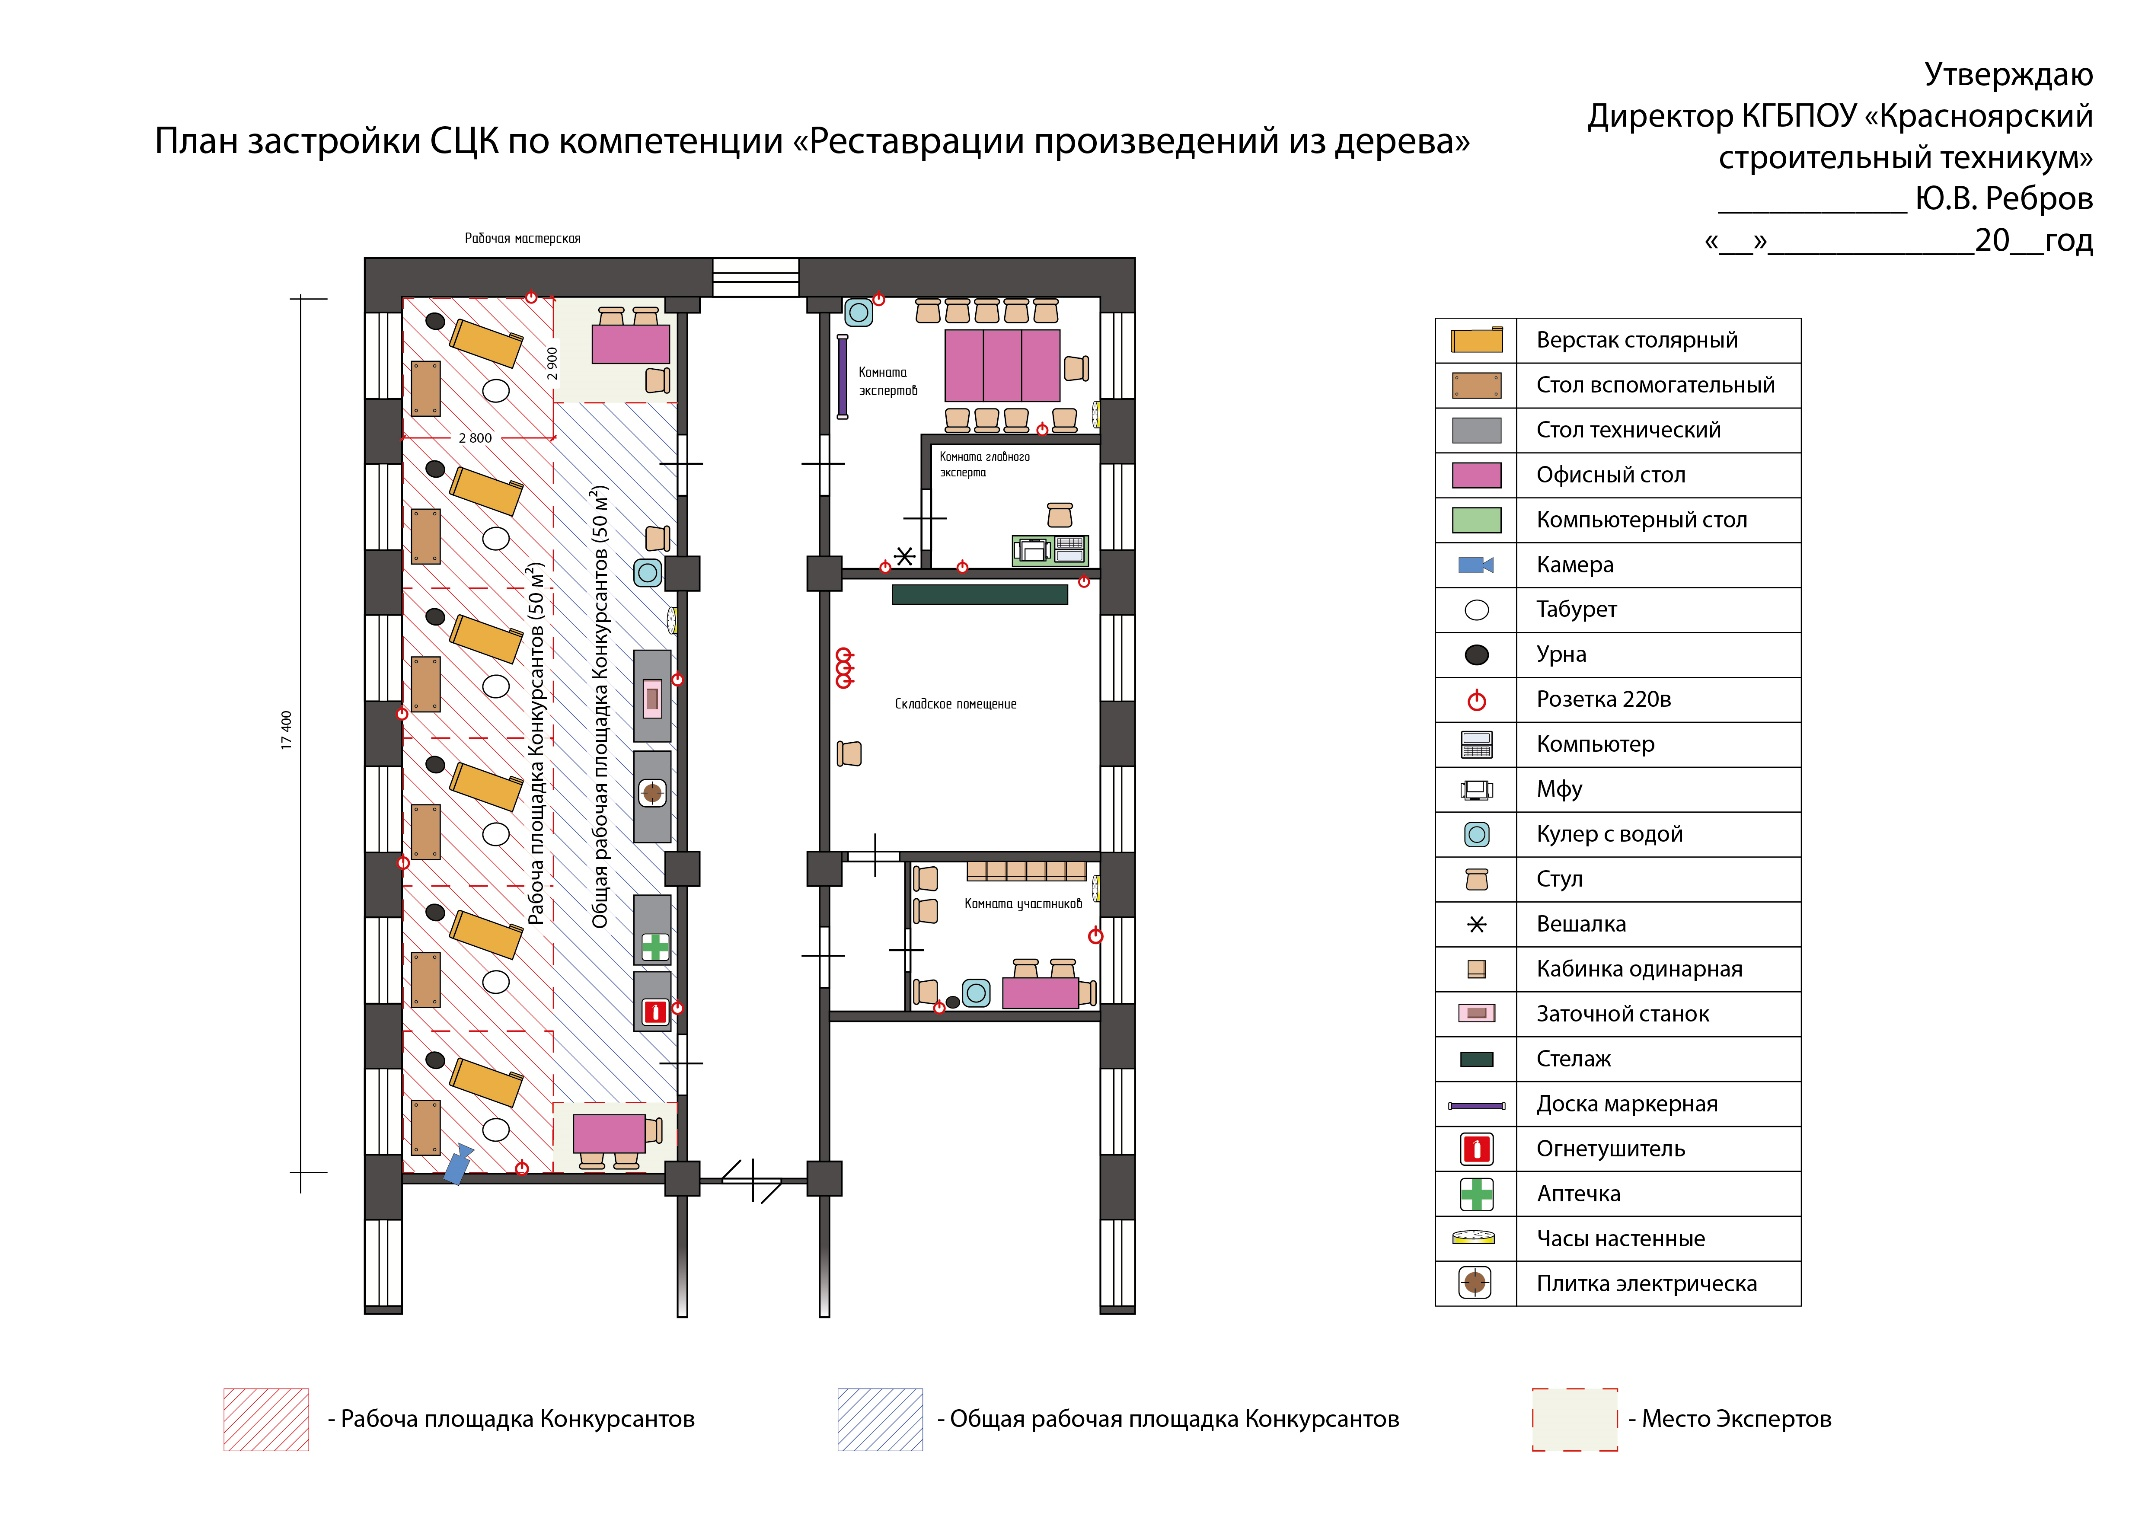 Утверждаю
Директор КГБПОУ «Красноярский
строительный техникум»
___________ Ю.В. Ребров
«__»____________20__год
План застройки СЦК по компетенции «Реставрации произведений из дерева»
Рабочая мастерская
2 900
2 800
17 400
Рабоча площадка Конкурсантов (50 м²)
Общая рабочая площадка Конкурсантов (50 м²)
Комната
экспертов
Комната главного
эксперта
Складское помещение
Комната участников
Верстак столярный
Стол вспомогательный
Стол технический
Офисный стол
Компьютерный стол
Камера
Табурет
Урна
Розетка 220в
Компьютер
Мфу
Кулер с водой
Стул
Вешалка
Кабинка одинарная
Заточной станок
Стелаж
Доска маркерная
Огнетушитель
Аптечка
Часы настенные
Плитка электрическа
- Рабоча площадка Конкурсантов
- Общая рабочая площадка Конкурсантов
- Место Экспертов